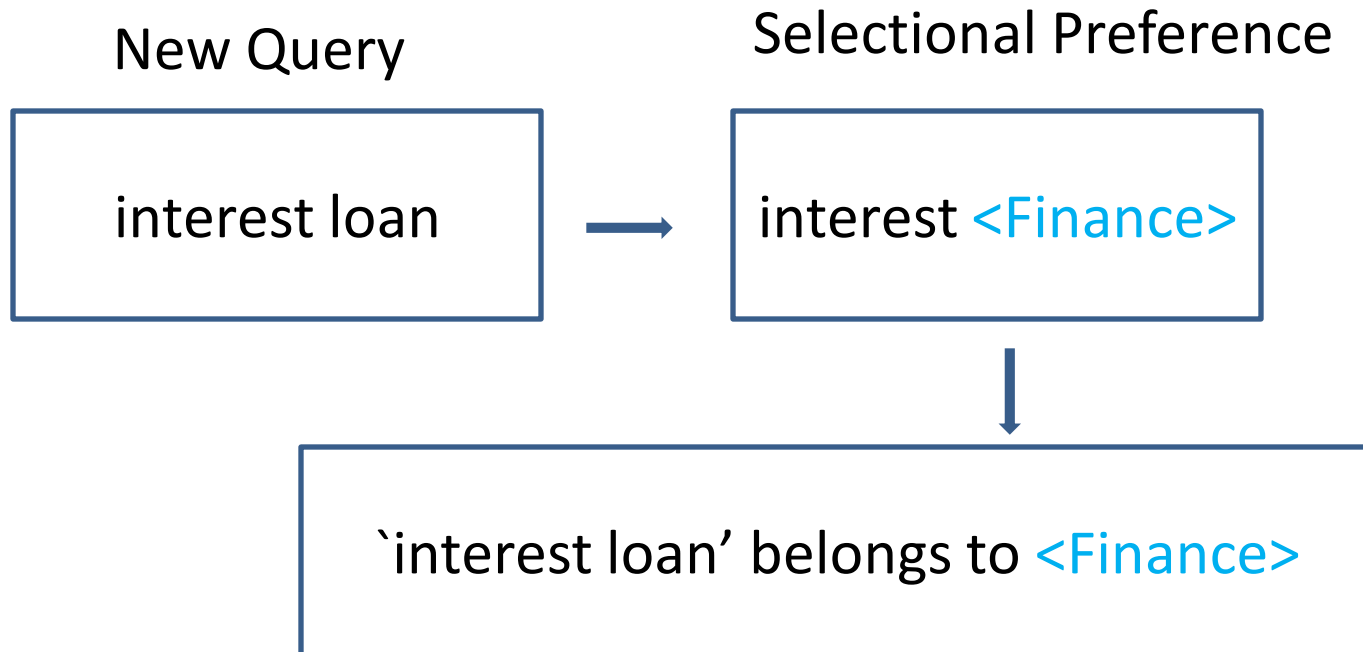 New Query
Selectional Preference
interest loan
interest <Finance>
`interest loan’ belongs to <Finance>